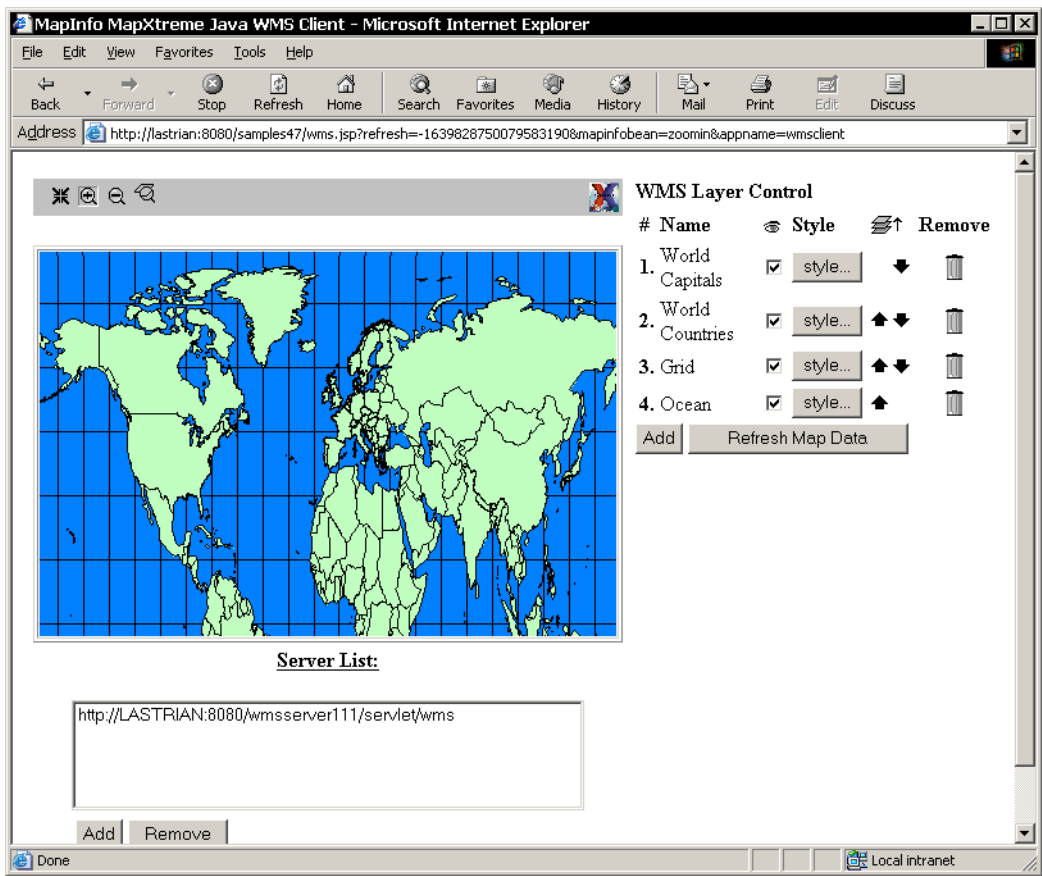 MapInfo MapXtreme Java WMS Client - Microsoft Internet Explorer
File Edit View Favorites Tools Help
Back Forward Stop Refresh Home Search Favorites Media History Mail Print Edit Discuss
Address http://lastrian:8080/samples47/wms.jsp?refresh=-1639828750079583190&mapinfobean=zoomin&appname=wmsclient
WMS Layer Control
# Name Style Remove
1. World Capitals style...
2. World Countries style...
3. Grid style...
4. Ocean style...
Add Refresh Map Data
Server List:
http://LASTRIAN:8080/wmsserver111/servlet/wms
Add Remove
Done Local intranet